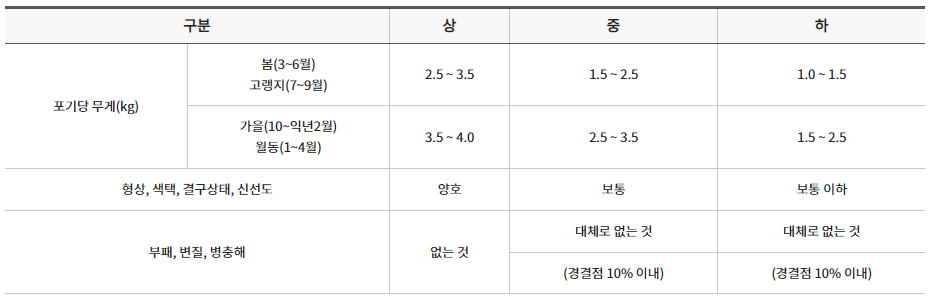 구분 상 중 하
포기당 무게(kg)
봄(3~6월)
고랭지(7~9월)
2.5 ~ 3.5 1.5 ~ 2.5 1.0 ~ 1.5
가을(10~익년2월)
월동(1~4월)
3.5 ~ 4.0 2.5 ~ 3.5 1.5 ~ 2.5
형상, 색택, 결구상태, 신선도 양호 보통 보통 이하
부패, 변질, 병충해 없는 것
대체로 없는 것 대체로 없는 것
(경결점 10% 이내) (경결점 10% 이내)